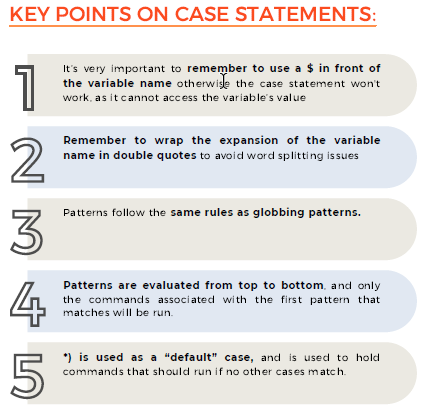 KEY POINTS ON CASE STATEMENTS:
1
It's very important to remember to use a $ in front of
the variable name otherwise the case statement won't
work, as it cannot access the variable's value
2
Remember to wrap the expansion of the variable
name in double quotes to avoid word splitting issues
3
Patterns follow the same rules as globbing patterns.
4
Patterns are evaluated from top to bottom, and only
the commands associated with the first pattern that
matches will be run.
5
*) is used as a “default” case, and is used to hold
commands that should run if no other cases match.